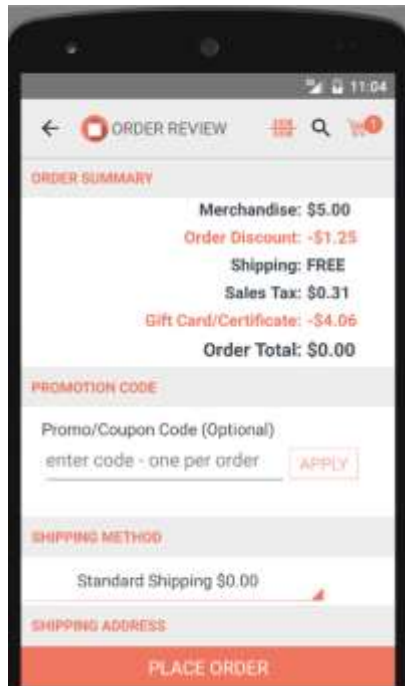 11:04
ORDER REVIEW
1
ORDER SUMMARY
Merchandise: $5.00
Order Discount: -$1.25
Shipping: FREE
Sales Tax: $0.31
Gift Card/Certificate: -$4.06
Order Total: $0.00
PROMOTION CODE
Promo/Coupon Code (Optional)
enter code - one per order
APPLY
SHIPPING METHOD
Standard Shipping $0.00
SHIPPING ADDRESS
PLACE ORDER